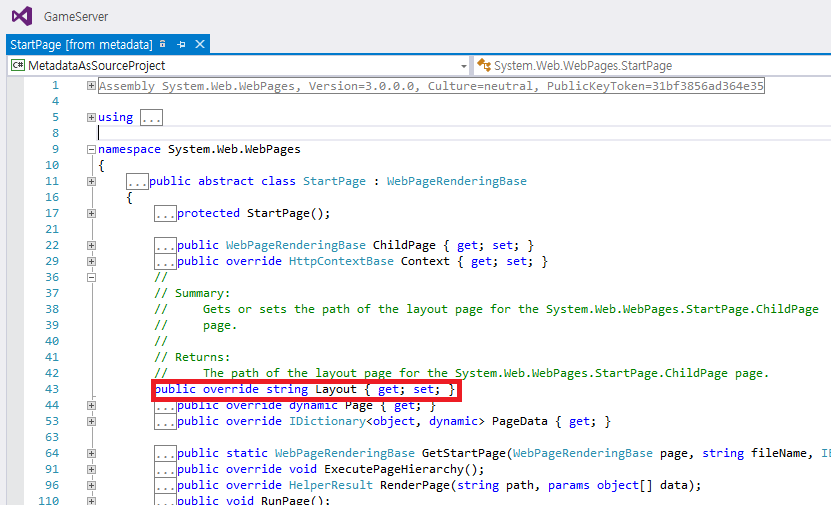 GameServer
StartPage [from metadata]
C# MetadataAsSourceProject System.Web.WebPages.StartPage
1 Assembly System.Web.WebPages, Version=3.0.0.0, Culture=neutral, PublicKeyToken=31bf3856ad364e35
4
5 using ...
8
9 namespace System.Web.WebPages
10 {
11 ...public abstract class StartPage : WebPageRenderingBase
16 {
17 ...protected StartPage();
21
22 ...public WebPageRenderingBase ChildPage { get; set; }
29 ...public override HttpContextBase Context { get; set; }
36 //
37 // Summary:
38 // Gets or sets the path of the layout page for the System.Web.WebPages.StartPage.ChildPage
39 // page.
40 //
41 // Returns:
42 // The path of the layout page for the System.Web.WebPages.StartPage.ChildPage page.
43 public override string Layout { get; set; }
44 ...public override dynamic Page { get; }
53 ...public override IDictionary<object, dynamic> PageData { get; }
63
64 ...public static WebPageRenderingBase GetStartPage(WebPageRenderingBase page, string fileName, IE
91 ...public override void ExecutePageHierarchy();
96 ...public override HelperResult RenderPage(string path, params object[] data);
110 ...public void RunPage();